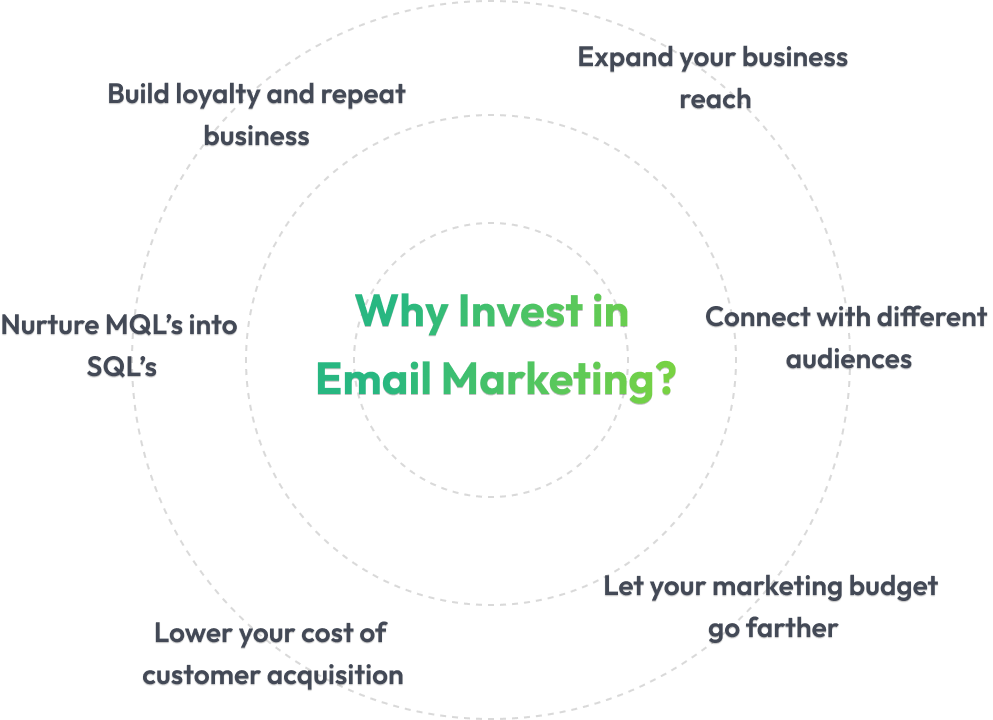 Expand your business
reach
Build loyalty and repeat
business
Why Invest in
Email Marketing?
Nurture MQL’s into
SQL’s
Connect with different
audiences
Let your marketing budget
go farther
Lower your cost of
customer acquisition